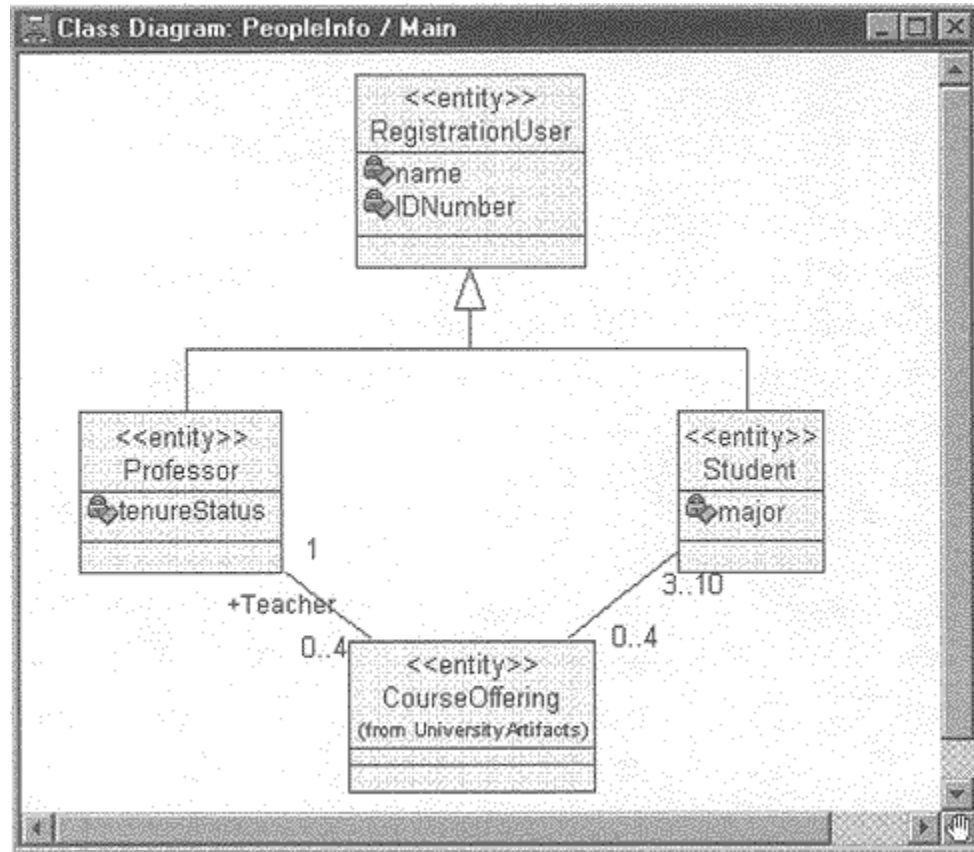 Class Diagram: PeopleInfo / Main
<<entity>>
RegistrationUser
name
IDNumber
<<entity>>
Professor
tenureStatus
<<entity>>
Student
major
1
+Teacher
0..4
3..10
0..4
<<entity>>
CourseOffering
(from UniversityArtifacts)